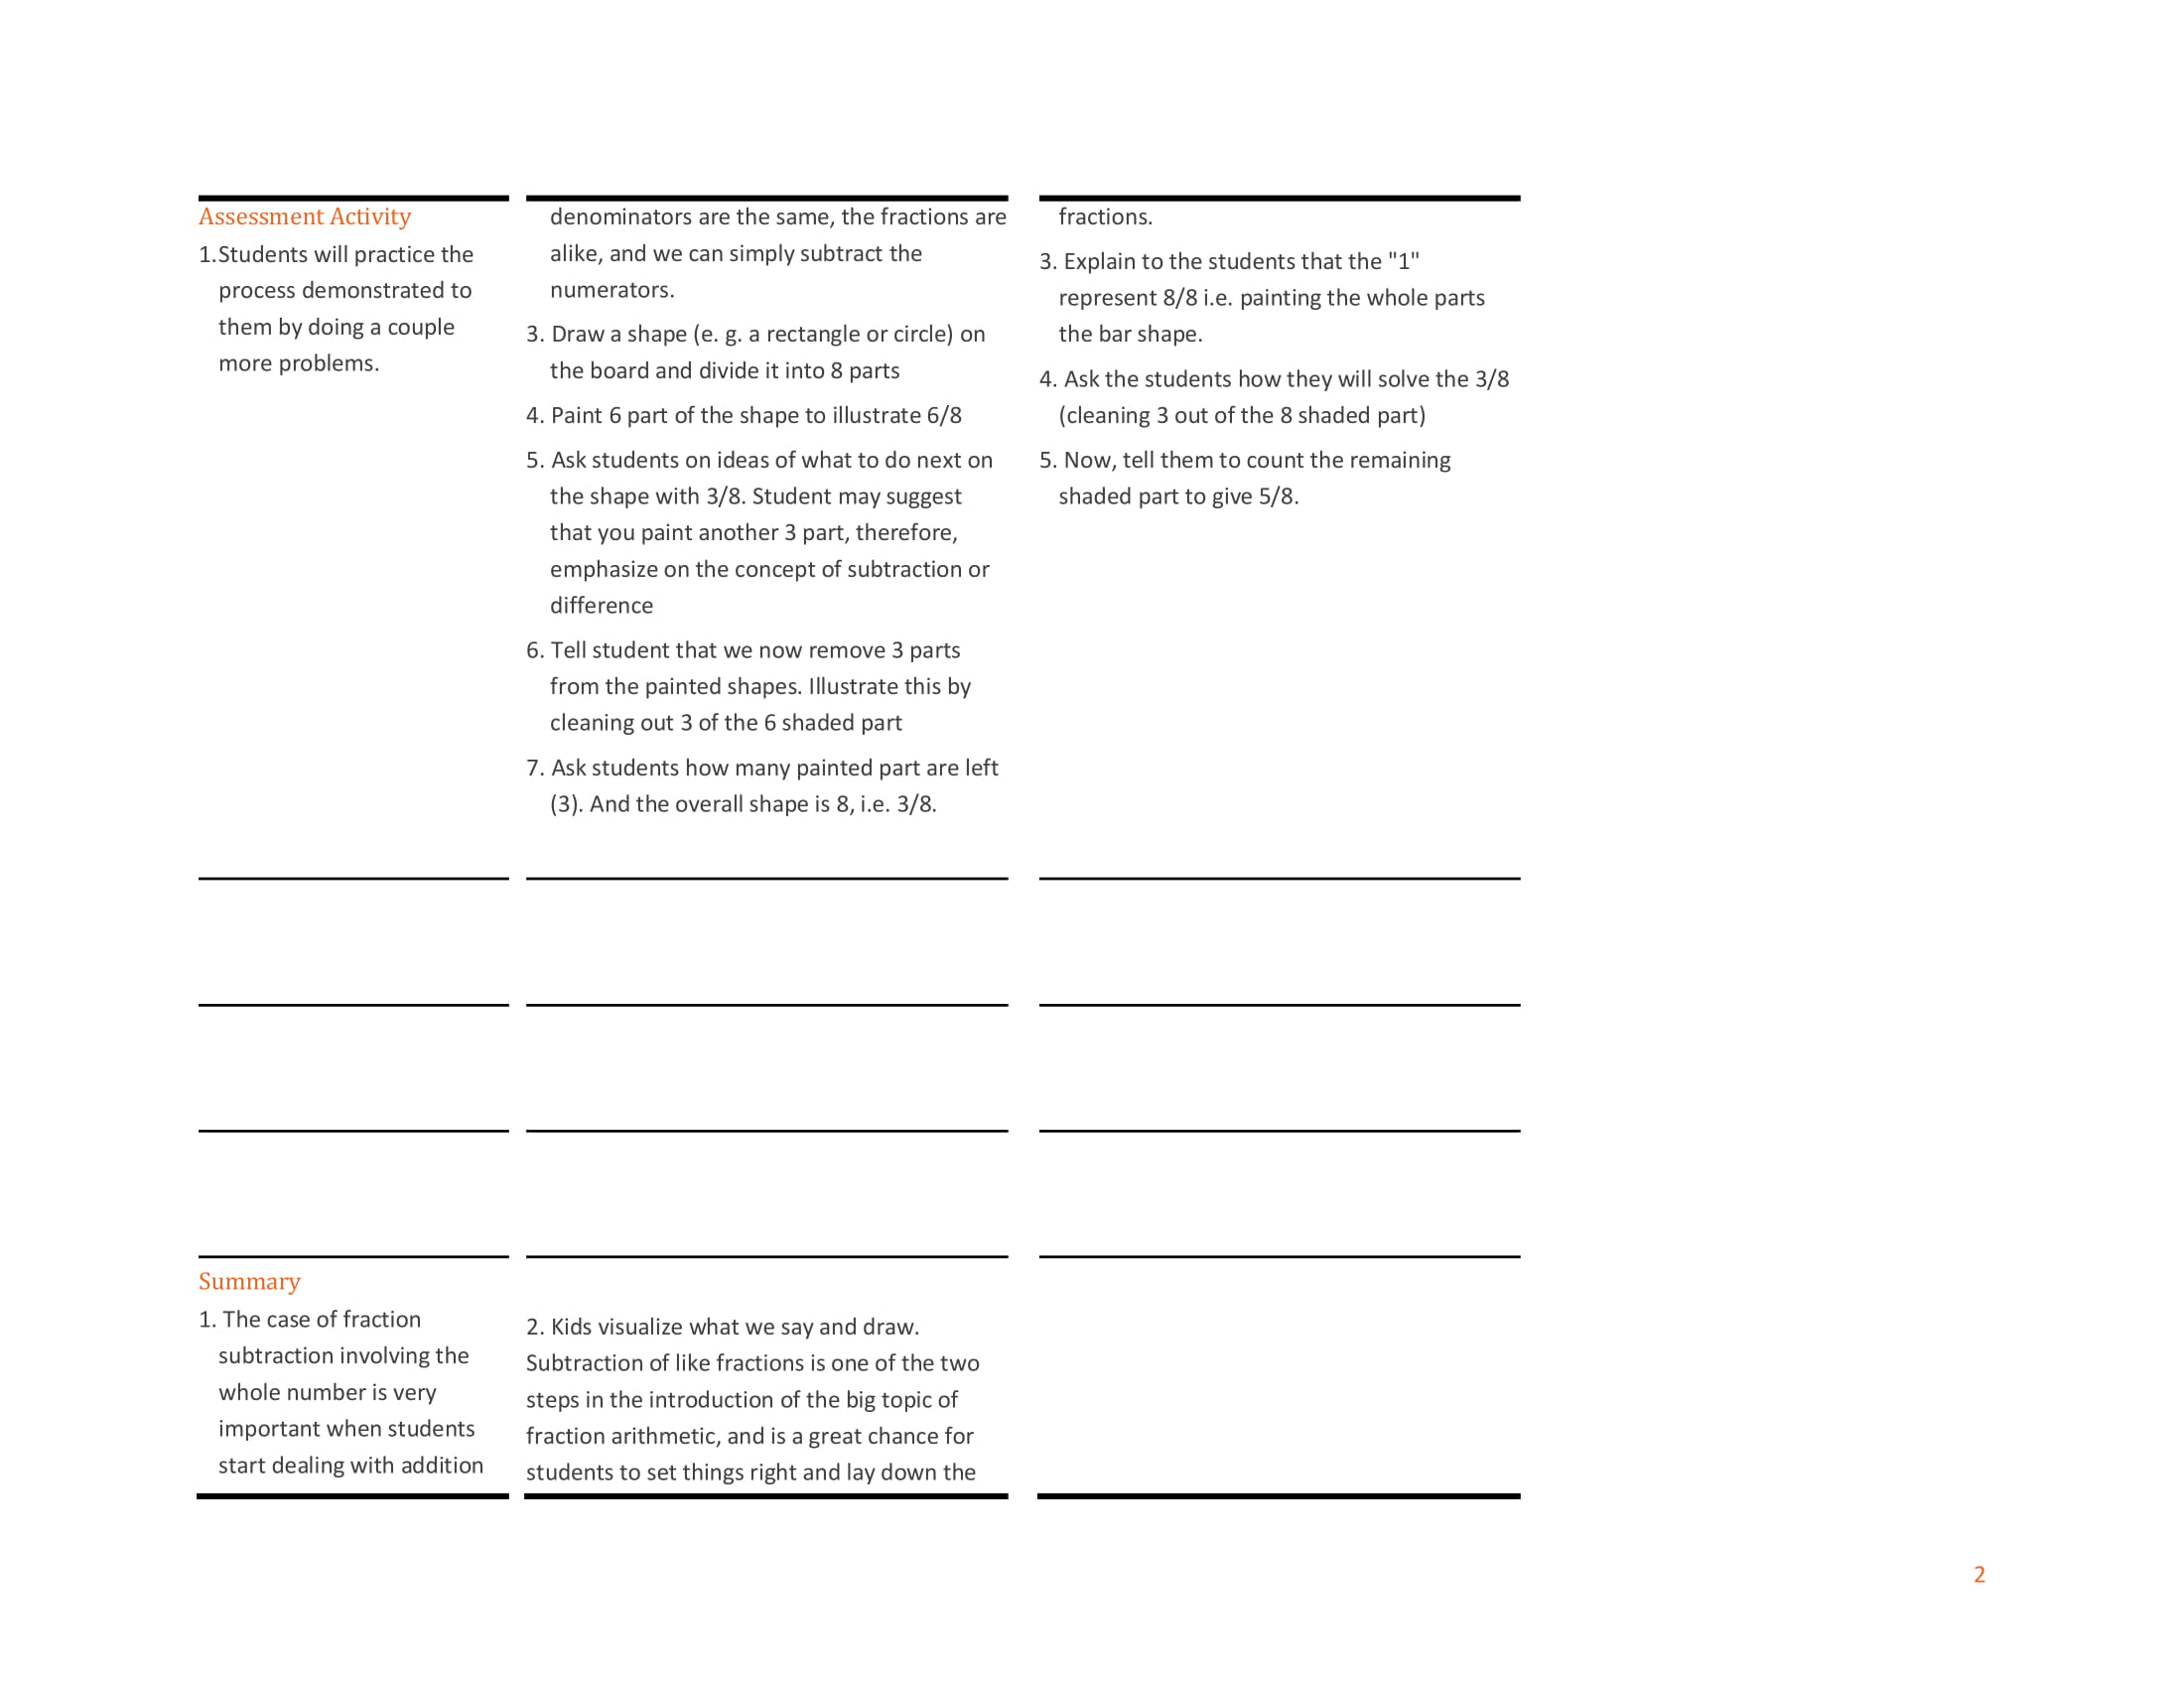 Assessment Activity
1.Students will practice the
process demonstrated to
them by doing a couple
more problems.
denominators are the same, the fractions are
alike, and we can simply subtract the
numerators.
3. Draw a shape (e. g. a rectangle or circle) on
the board and divide it into 8 parts
4. Paint 6 part of the shape to illustrate 6/8
5. Ask students on ideas of what to do next on
the shape with 3/8. Student may suggest
that you paint another 3 part, therefore,
emphasize on the concept of subtraction or
difference
6. Tell student that we now remove 3 parts
from the painted shapes. Illustrate this by
cleaning out 3 of the 6 shaded part
7. Ask students how many painted part are left
(3). And the overall shape is 8, i.e. 3/8.
fractions.
3. Explain to the students that the "1"
represent 8/8 i.e. painting the whole parts
the bar shape.
4. Ask the students how they will solve the 3/8
(cleaning 3 out of the 8 shaded part)
5. Now, tell them to count the remaining
shaded part to give 5/8.
Summary
1. The case of fraction
subtraction involving the
whole number is very
important when students
start dealing with addition
2. Kids visualize what we say and draw.
Subtraction of like fractions is one of the two
steps in the introduction of the big topic of
fraction arithmetic, and is a great chance for
students to set things right and lay down the
2